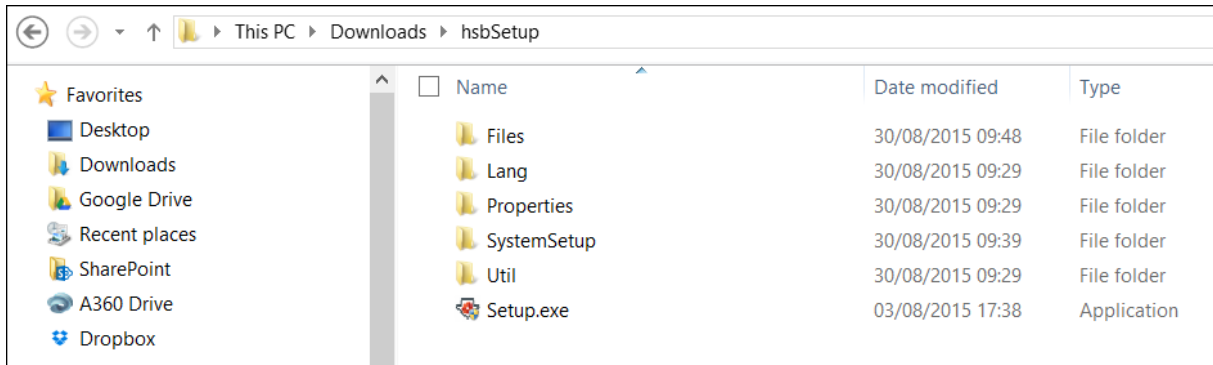 This PC Downloads hsbSetup
Favorites
Desktop
Downloads
Google Drive
Recent places
SharePoint
A360 Drive
Dropbox
Name Date modified Type
Files 30/08/2015 09:48 File folder
Lang 30/08/2015 09:29 File folder
Properties 30/08/2015 09:29 File folder
SystemSetup 30/08/2015 09:39 File folder
Util 30/08/2015 09:29 File folder
Setup.exe 03/08/2015 17:38 Application